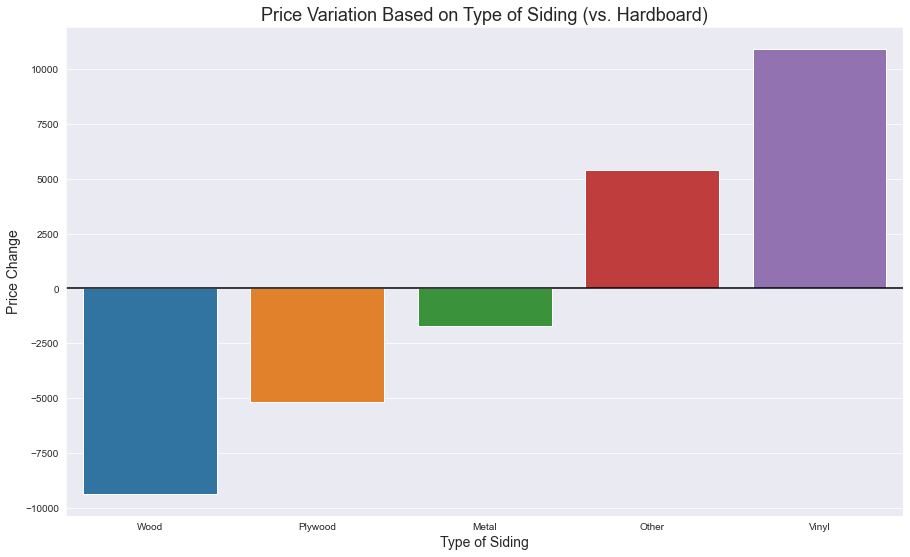 Price Variation Based on Type of Siding (vs. Hardboard)
Price Change
10000
7500
5000
2500
0
−2500
−5000
−7500
−10000
Wood Plywood Metal Other Vinyl
Type of Siding